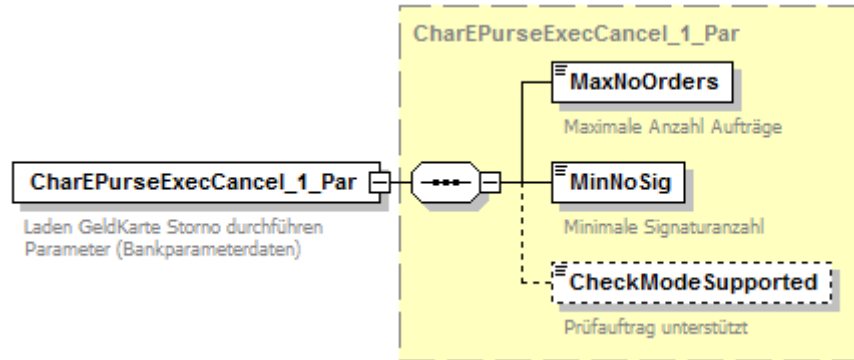 CharEPurseExecCancel_1_Par
MaxNoOrders
Maximale Anzahl Aufträge
CharEPurseExecCancel_1_Par
Laden GeldKarte Storno durchführen
Parameter (Bankparameterdaten)
MinNoSig
Minimale Signaturanzahl
CheckModeSupported
Prüfauftrag unterstützt